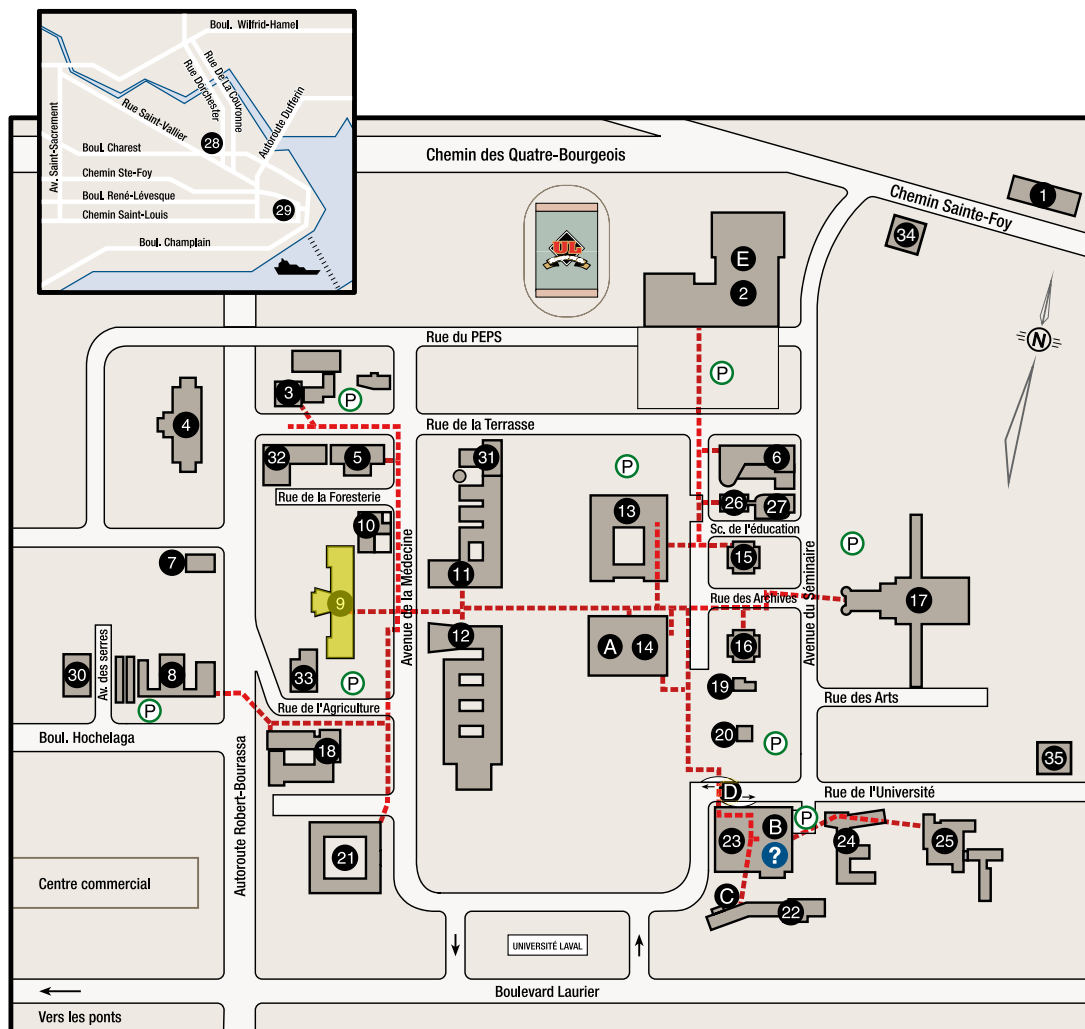 Boul. Wilfrid-Hamel
Rue De La Couronne
Rue Dorchester
Rue Saint-Vallier
Autoroute Dufferin
Av. Saint-Sacrement
28
Boul. Charest
Chemin Ste-Foy
Boul. René-Lévesque
Chemin Saint-Louis
29
Boul. Champlain
Chemin des Quatre-Bourgeois
Chemin Sainte-Foy
1
34
UL
E
2
N
Rue du PEPS
P
3
P
4
Rue de la Terrasse
32
5
31
P
6
Rue de la Foresterie
26
27
10
13
Sc. de l'éducation
15
P
7
11
9
Avenue de la Médecine
Rue des Archives
Avenue du Séminaire
17
12
A
14
16
Av. des serres
30
8
33
P
19
Rue des Arts
P
Rue de l'Agriculture
Boul. Hochelaga
18
20
P
35
D
Rue de l'Université
Autoroute Robert-Bourassa
P
B
23
?
24
25
21
Centre commercial
C
22
UNIVERSITÉ LAVAL
Boulevard Laurier
Vers les ponts